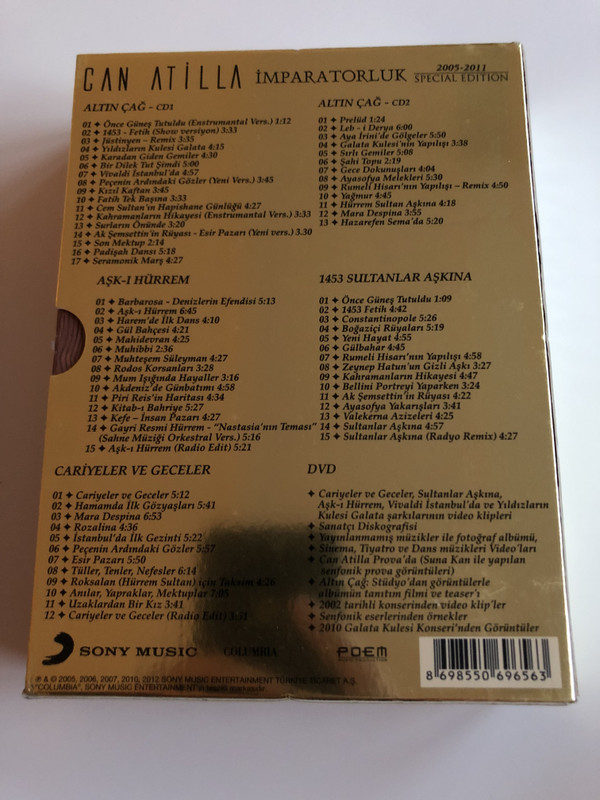 CAN ATİLLA İMPARATORLUK 2005-2011 SPECIAL EDITION
ALTIN ÇAĞ - CD1
01 ✦ Önce Güneş Tutuldu (Enstrumantal Vers.) 1:12
02 ✦ 1453 - Fetih (Show versiyon) 3:33
03 ✦ Jüstinyen - Remix 3:35
04 ✦ Yıldızların Kulesi Galata 4:15
05 ✦ Karadan Giden Gemiler 4:30
06 ✦ Bir Dilek Tut Şimdi 5:00
07 ✦ Vivaldi İstanbul'da 4:57
08 ✦ Peçenin Ardındaki Gözler (Yeni Vers.) 3:45
09 ✦ Kızıl Kaftan 3:45
10 ✦ Fatih Tek Başına 3:33
11 ✦ Cem Sultan'ın Hapishane Günlüğü 4:27
12 ✦ Kahramanların Hikayesi (Enstrumantal Vers.) 3:33
13 ✦ Surların Önünde 3:20
14 ✦ Ak Şemsettin'in Rüyası - Esir Pazarı (Yeni vers.) 3.30
15 ✦ Son Mektup 2:14
16 ✦ Padişah Dansı 5:18
17 ✦ Seramonik Marş 4:27
ALTIN ÇAĞ - CD2
01 ✦ Prelüd 1:24
02 ✦ Leb - i Derya 6:00
03 ✦ Aya İrini'de Gölgeler 5:50
04 ✦ Galata Kulesi'nin Yapılışı 3:38
05 ✦ Sırlı Gemiler 5:08
06 ✦ Şahi Topu 2:19
07 ✦ Gece Dokunuşları 4:04
08 ✦ Ayasofya Melekleri 5:30
09 ✦ Rumeli Hisarı'nın Yapılışı - Remix 4:50
10 ✦ Yağmur 4:45
11 ✦ Hürrem Sultan Aşkına 4:18
12 ✦ Mara Despina 3:55
13 ✦ Hazarefen Sema'da 5:20
AŞK-I HÜRREM
01 ✦ Barbarosa - Denizlerin Efendisi 5:13
02 ✦ Aşk-ı Hürrem 6:45
03 ✦ Harem'de İlk Dans 4:10
04 ✦ Gül Bahçesi 4:21
05 ✦ Mahidevran 4:25
06 ✦ Muhibbi 2:36
07 ✦ Muhteşem Süleyman 4:27
08 ✦ Rodos Korsanları 3:28
09 ✦ Mum Işığında Hayaller 3:16
10 ✦ Akdeniz'de Günbatımı 4:58
11 ✦ Piri Reis'in Haritası 4:34
12 ✦ Kitab-ı Bahriye 5:27
13 ✦ Kefe - İnsan Pazarı 4:27
14 ✦ Gayri Resmi Hürrem - "Nastasia'nın Teması"
(Sahne Müziği Orkestral Vers.) 5:16
15 ✦ Aşk-ı Hürrem (Radio Edit) 5:21
1453 SULTANLAR AŞKINA
01 ✦ Önce Güneş Tutuldu 1:09
02 ✦ 1453 Fetih 4:42
03 ✦ Constantinopole 5:26
04 ✦ Boğaziçi Rüyaları 5:19
05 ✦ Yeni Hayat 4:55
06 ✦ Gülbahar 4:45
07 ✦ Rumeli Hisarı'nın Yapılışı 4:58
08 ✦ Zeynep Hatun'un Gizli Aşkı 3:27
09 ✦ Kahramanların Hikayesi 4:47
10 ✦ Bellini Portreyi Yaparken 3:24
11 ✦ Ak Şemsettin'in Rüyası 4:22
12 ✦ Ayasofya Yakarışları 3:41
13 ✦ Valekerna Azizeleri 4:25
14 ✦ Sultanlar Aşkına 4:57
15 ✦ Sultanlar Aşkına (Radyo Remix) 4:27
CARİYELER VE GECELER
01 ✦ Cariyeler ve Geceler 5:12
02 ✦ Hamamda İlk Gözyaşları 5:41
03 ✦ Mara Despina 6:53
04 ✦ Rozalina 4:36
05 ✦ İstanbul'da İlk Gezinti 5:22
06 ✦ Peçenin Ardındaki Gözler 5:57
07 ✦ Esir Pazarı 5:50
08 ✦ Tüller, Tenler, Nefesler 6:14
09 ✦ Roksalan (Hürrem Sultan) için Taksim 4:26
10 ✦ Anılar, Yapraklar, Mektuplar 7:05
11 ✦ Uzaklardan Bir Kız 3:41
12 ✦ Cariyeler ve Geceler (Radio Edit) 3:51
DVD
✦ Cariyeler ve Geceler, Sultanlar Aşkına,
Aşk-ı Hürrem, Vivaldi İstanbul'da ve Yıldızların
Kulesi Galata şarkılarının video klipleri
✦ Sanatçı Diskografisi
✦ Yayınlanmamış müzikler ile fotoğraf albümü,
✦ Sinema, Tiyatro ve Dans müzikleri Video'ları
✦ Can Atilla Prova'da (Suna Kan ile yapılan
senfonik prova görüntüleri)
✦ Altın Çağ: Stüdyo'dan görüntülerle
albümün tanıtım filmi ve teaser'ı
✦ 2002 tarihli konserinden video klip'ler
✦ Senfonik eserlerinden örnekler
✦ 2010 Galata Kulesi Konseri'nden Görüntüler
SONY MUSIC COLUMBIA POEM
℗ & © 2005, 2006, 2007, 2010, 2012 SONY MUSIC ENTERTAINMENT TÜRKİYE TİCARET A.Ş.
"COLUMBIA", SONY MUSIC ENTERTAINMENT
8 698550 696563